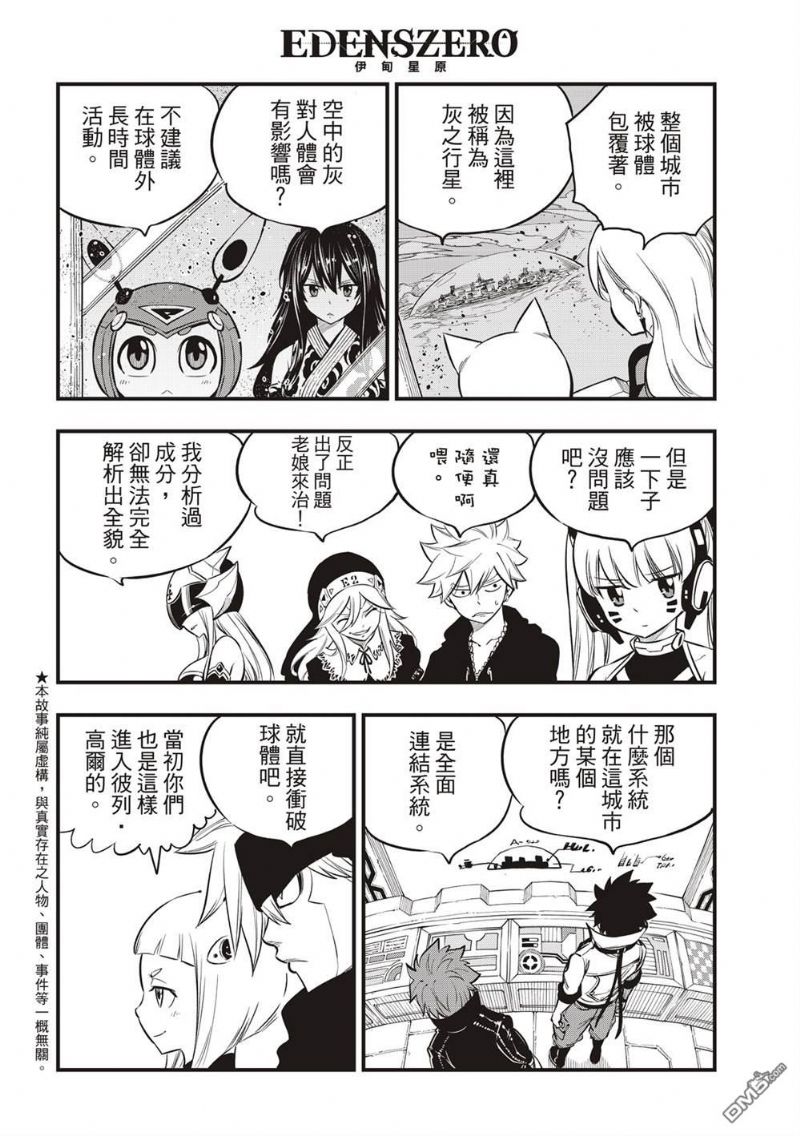 EDENSZERO
伊甸星原
整個城市
被球體
包覆著。
因為這裡
被稱為
灰之行星。
空中的灰
對人體會
有影響嗎？
不建議
在球體外
長時間
活動。
但是
一下子
應該
沒問題
吧？
還真
隨便啊
喂。
反正
出了問題
老娘來治！
我分析過
成分，
卻無法完全
解析出全貌。
E2
那個
什麼系統
就在這城市
的某個
地方嗎？
是全面
連結系統。
就直接衝破
球體吧。
當初你們
也是這樣
進入彼列·
高爾的。
★本故事純屬虛構，與真實存在之人物、團體、事件等一概無關。
DM5.com